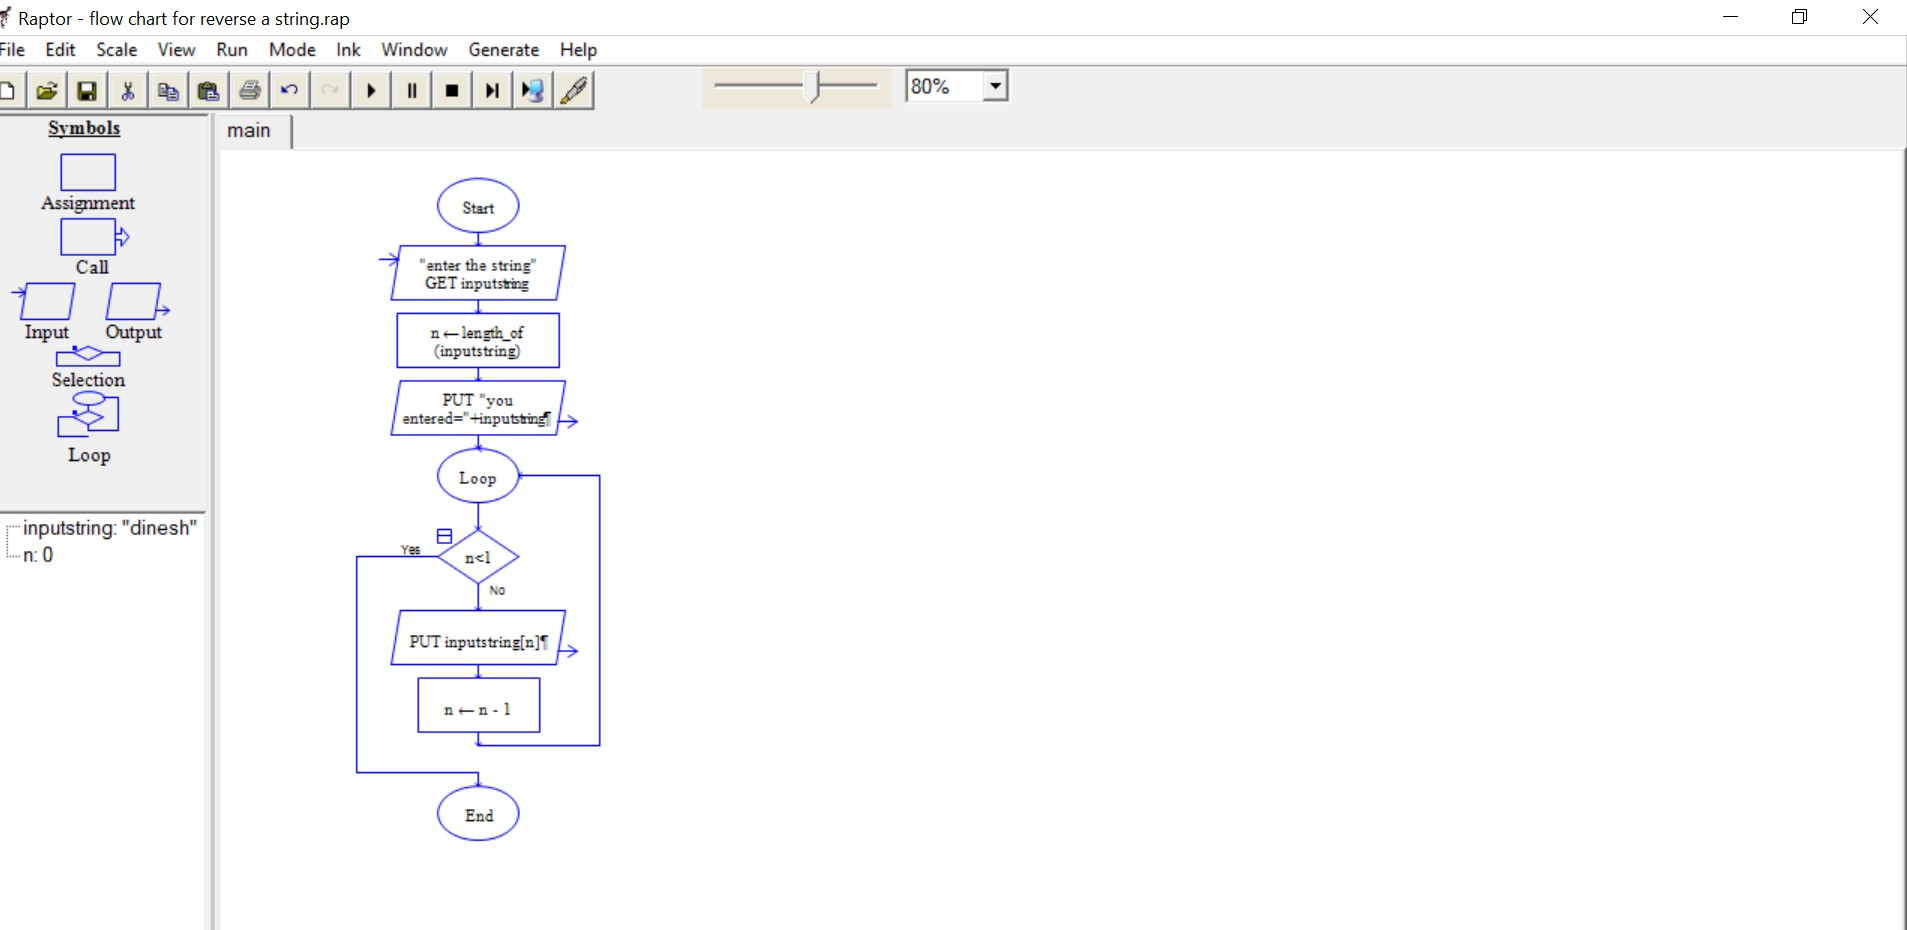 Raptor - flow chart for reverse a string.rap
File Edit Scale View Run Mode Ink Window Generate Help
80%
Symbols
main
Assignment
Call
Input Output
Selection
Loop
inputstring: "dinesh"
n: 0
Start
"enter the string"
GET inputstring
n ← length_of
(inputstring)
PUT "you
entered="+inputstring¶
Loop
Yes
n<1
No
PUT inputstring[n]¶
n ← n - 1
End